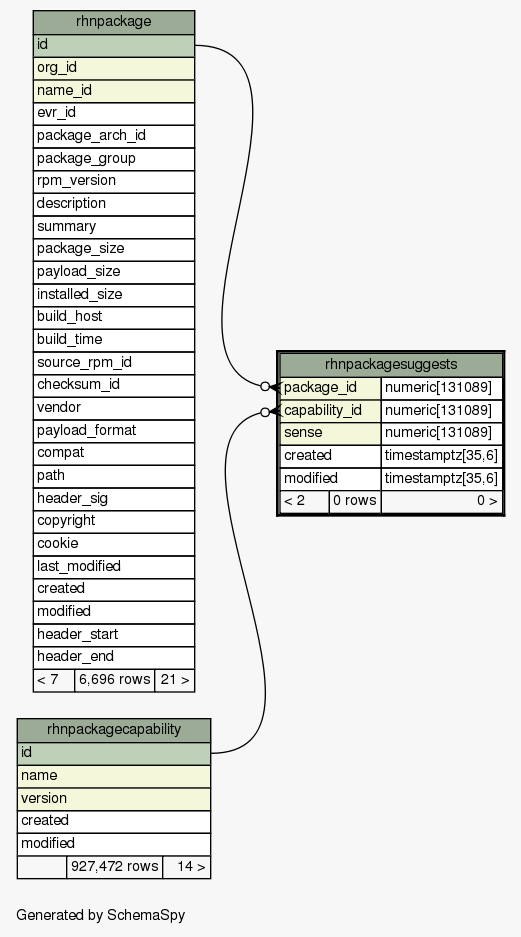 rhnpackage
id
org_id
name_id
evr_id
package_arch_id
package_group
rpm_version
description
summary
package_size
payload_size
installed_size
build_host
build_time
source_rpm_id
checksum_id
vendor
payload_format
compat
path
header_sig
copyright
cookie
last_modified
created
modified
header_start
header_end
< 7 6,696 rows 21 >
rhnpackagesuggests
package_id numeric[131089]
capability_id numeric[131089]
sense numeric[131089]
created timestamptz[35,6]
modified timestamptz[35,6]
< 2 0 rows 0 >
rhnpackagecapability
id
name
version
created
modified
927,472 rows 14 >
Generated by SchemaSpy